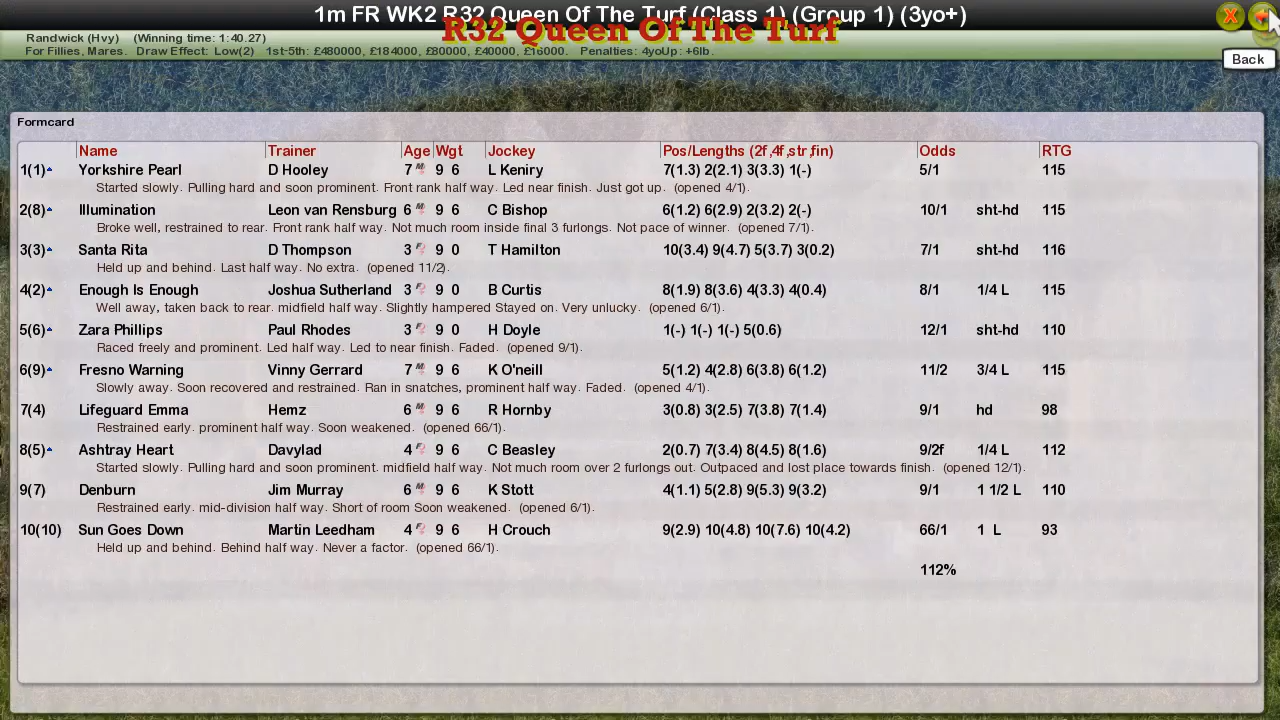 1m FR WK2 R32 Queen Of The Turf (Class 1) (Group 1) (3yo+)
R32 Queen Of The Turf
Randwick (Hvy) (Winning time: 1:40.27)
For Fillies, Mares. Draw Effect: Low(2) 1st-5th: £480000, £184000, £80000, £40000, £16000. Penalties: 4yoUp: +6lb.
X
Back
Formcard
Name Trainer Age Wgt Jockey Pos/Lengths (2f,4f,str,fin) Odds RTG
1(1) Yorkshire Pearl D Hooley 7 M 9 6 L Keniry 7(1.3) 2(2.1) 3(3.3) 1(-) 5/1 115
Started slowly. Pulling hard and soon prominent. Front rank half way. Led near finish. Just got up. (opened 4/1).
2(8) Illumination Leon van Rensburg 6 M 9 6 C Bishop 6(1.2) 6(2.9) 2(3.2) 2(-) 10/1 sht-hd 115
Broke well, restrained to rear. Front rank half way. Not much room inside final 3 furlongs. Not pace of winner. (opened 7/1).
3(3) Santa Rita D Thompson 3 F 9 0 T Hamilton 10(3.4) 9(4.7) 5(3.7) 3(0.2) 7/1 sht-hd 116
Held up and behind. Last half way. No extra. (opened 11/2).
4(2) Enough Is Enough Joshua Sutherland 3 F 9 0 B Curtis 8(1.9) 8(3.6) 4(3.3) 4(0.4) 8/1 1/4 L 115
Well away, taken back to rear. midfield half way. Slightly hampered Stayed on. Very unlucky. (opened 6/1).
5(6) Zara Phillips Paul Rhodes 3 F 9 0 H Doyle 1(-) 1(-) 1(-) 5(0.6) 12/1 sht-hd 110
Raced freely and prominent. Led half way. Led to near finish. Faded. (opened 9/1).
6(9) Fresno Warning Vinny Gerrard 7 M 9 6 K O'neill 5(1.2) 4(2.8) 6(3.8) 6(1.2) 11/2 3/4 L 115
Slowly away. Soon recovered and restrained. Ran in snatches, prominent half way. Faded. (opened 4/1).
7(4) Lifeguard Emma Hemz 6 M 9 6 R Hornby 3(0.8) 3(2.5) 7(3.8) 7(1.4) 9/1 hd 98
Restrained early. prominent half way. Soon weakened. (opened 66/1).
8(5) Ashtray Heart Davylad 4 F 9 6 C Beasley 2(0.7) 7(3.4) 8(4.5) 8(1.6) 9/2f 1/4 L 112
Started slowly. Pulling hard and soon prominent. midfield half way. Not much room over 2 furlongs out. Outpaced and lost place towards finish. (opened 12/1).
9(7) Denburn Jim Murray 6 M 9 6 K Stott 4(1.1) 5(2.8) 9(5.3) 9(3.2) 9/1 1 1/2 L 110
Restrained early. mid-division half way. Short of room Soon weakened. (opened 6/1).
10(10) Sun Goes Down Martin Leedham 4 F 9 6 H Crouch 9(2.9) 10(4.8) 10(7.6) 10(4.2) 66/1 1 L 93
Held up and behind. Behind half way. Never a factor. (opened 66/1).
112%